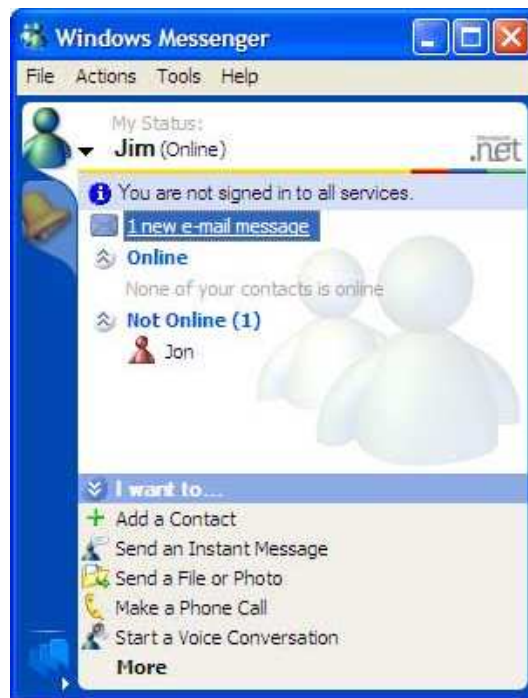 Windows Messenger
File Actions Tools Help
My Status:
Jim (Online)
.net
You are not signed in to all services.
1 new e-mail message
Online
None of your contacts is online
Not Online (1)
Jon
I want to...
Add a Contact
Send an Instant Message
Send a File or Photo
Make a Phone Call
Start a Voice Conversation
More